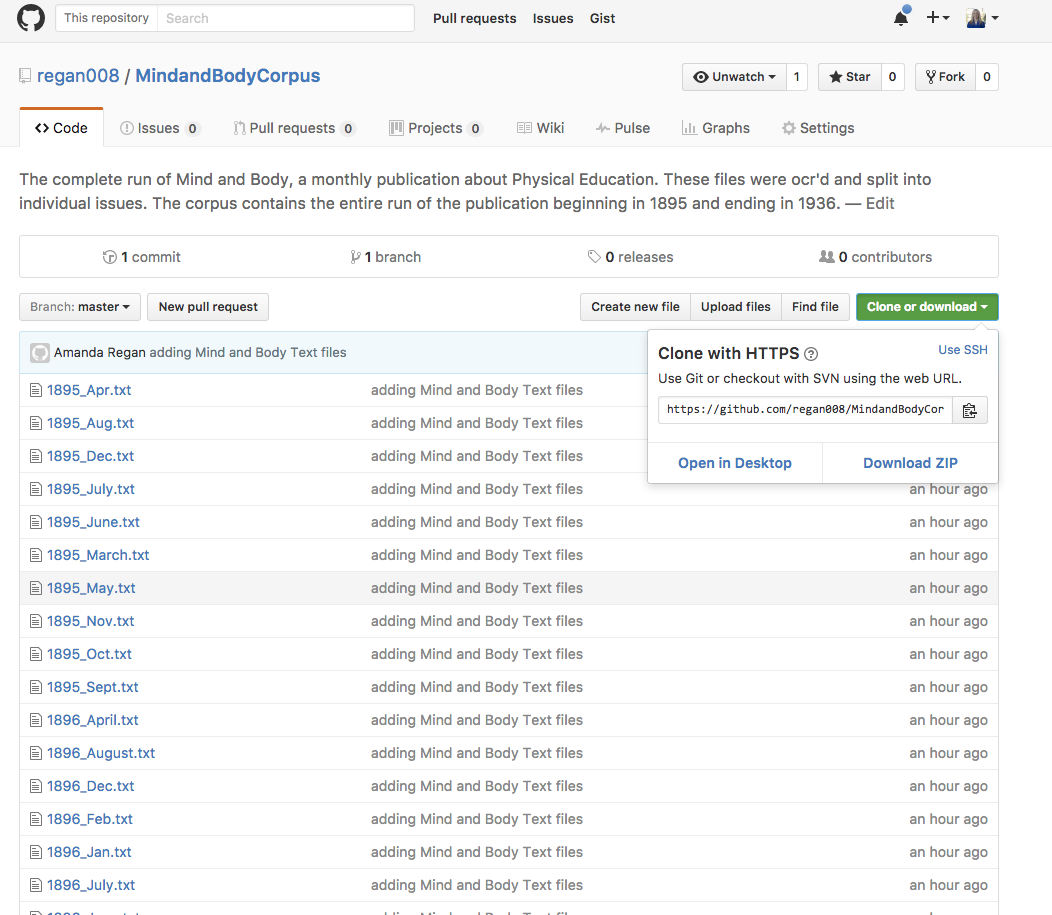 This repository Search Pull requests Issues Gist
regan008 / MindandBodyCorpus Unwatch 1 Star 0 Fork 0
Code Issues 0 Pull requests 0 Projects 0 Wiki Pulse Graphs Settings
The complete run of Mind and Body, a monthly publication about Physical Education. These files were ocr'd and split into
individual issues. The corpus contains the entire run of the publication beginning in 1895 and ending in 1936. — Edit
1 commit 1 branch 0 releases 0 contributors
Branch: master New pull request Create new file Upload files Find file Clone or download
Amanda Regan adding Mind and Body Text files
Clone with HTTPS ? Use SSH
Use Git or checkout with SVN using the web URL.
https://github.com/regan008/MindandBodyCor
Open in Desktop Download ZIP
1895_Apr.txt adding Mind and Body Text files
1895_Aug.txt adding Mind and Body Text files
1895_Dec.txt adding Mind and Body Text files
1895_July.txt adding Mind and Body Text files an hour ago
1895_June.txt adding Mind and Body Text files an hour ago
1895_March.txt adding Mind and Body Text files an hour ago
1895_May.txt adding Mind and Body Text files an hour ago
1895_Nov.txt adding Mind and Body Text files an hour ago
1895_Oct.txt adding Mind and Body Text files an hour ago
1895_Sept.txt adding Mind and Body Text files an hour ago
1896_April.txt adding Mind and Body Text files an hour ago
1896_August.txt adding Mind and Body Text files an hour ago
1896_Dec.txt adding Mind and Body Text files an hour ago
1896_Feb.txt adding Mind and Body Text files an hour ago
1896_Jan.txt adding Mind and Body Text files an hour ago
1896_July.txt adding Mind and Body Text files an hour ago